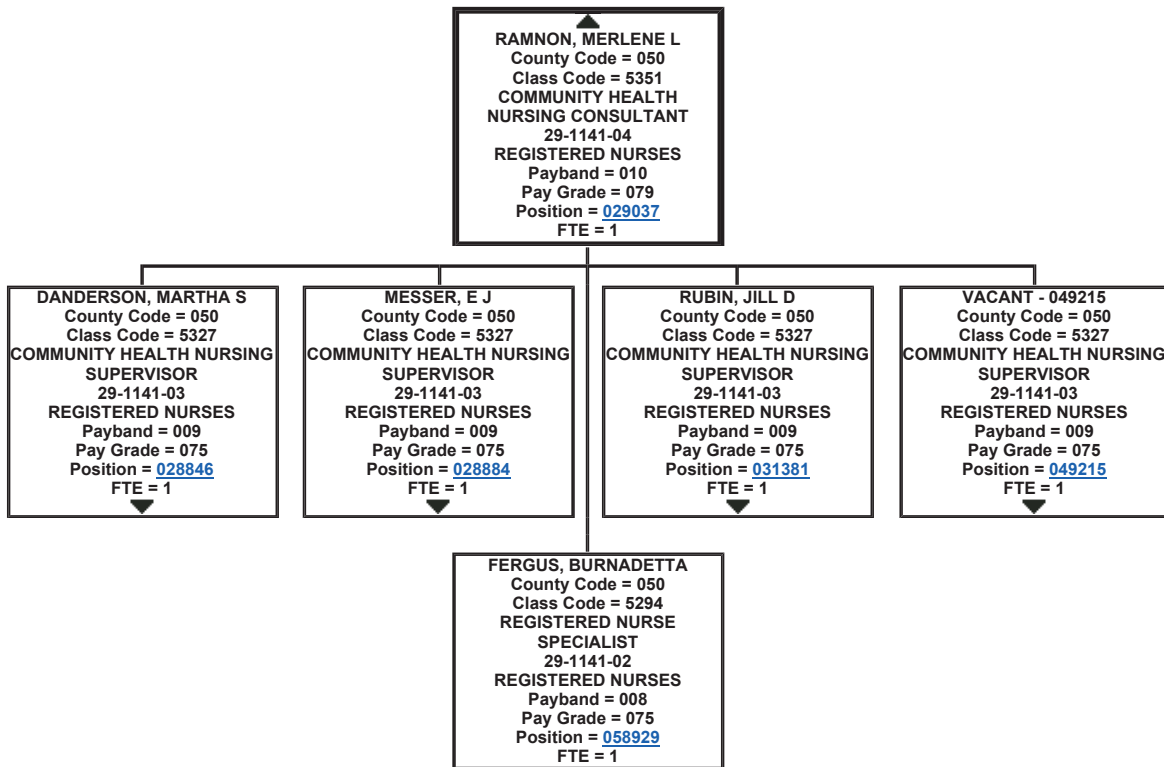 RAMNON, MERLENE L
County Code = 050
Class Code = 5351
COMMUNITY HEALTH
NURSING CONSULTANT
29-1141-04
REGISTERED NURSES
Payband = 010
Pay Grade = 079
Position = 029037
FTE = 1
DANDERSON, MARTHA S
County Code = 050
Class Code = 5327
COMMUNITY HEALTH NURSING
SUPERVISOR
29-1141-03
REGISTERED NURSES
Payband = 009
Pay Grade = 075
Position = 028846
FTE = 1
MESSER, E J
County Code = 050
Class Code = 5327
COMMUNITY HEALTH NURSING
SUPERVISOR
29-1141-03
REGISTERED NURSES
Payband = 009
Pay Grade = 075
Position = 028884
FTE = 1
RUBIN, JILL D
County Code = 050
Class Code = 5327
COMMUNITY HEALTH NURSING
SUPERVISOR
29-1141-03
REGISTERED NURSES
Payband = 009
Pay Grade = 075
Position = 031381
FTE = 1
VACANT - 049215
County Code = 050
Class Code = 5327
COMMUNITY HEALTH NURSING
SUPERVISOR
29-1141-03
REGISTERED NURSES
Payband = 009
Pay Grade = 075
Position = 049215
FTE = 1
FERGUS, BURNADETTA
County Code = 050
Class Code = 5294
REGISTERED NURSE
SPECIALIST
29-1141-02
REGISTERED NURSES
Payband = 008
Pay Grade = 075
Position = 058929
FTE = 1